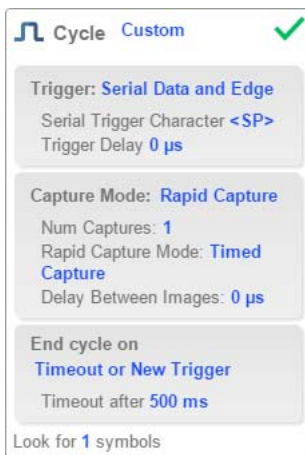 Cycle Custom
Trigger: Serial Data and Edge
Serial Trigger Character <SP>
Trigger Delay 0 µs
Capture Mode: Rapid Capture
Num Captures: 1
Rapid Capture Mode: Timed
Capture
Delay Between Images: 0 µs
End cycle on
Timeout or New Trigger
Timeout after 500 ms
Look for 1 symbols